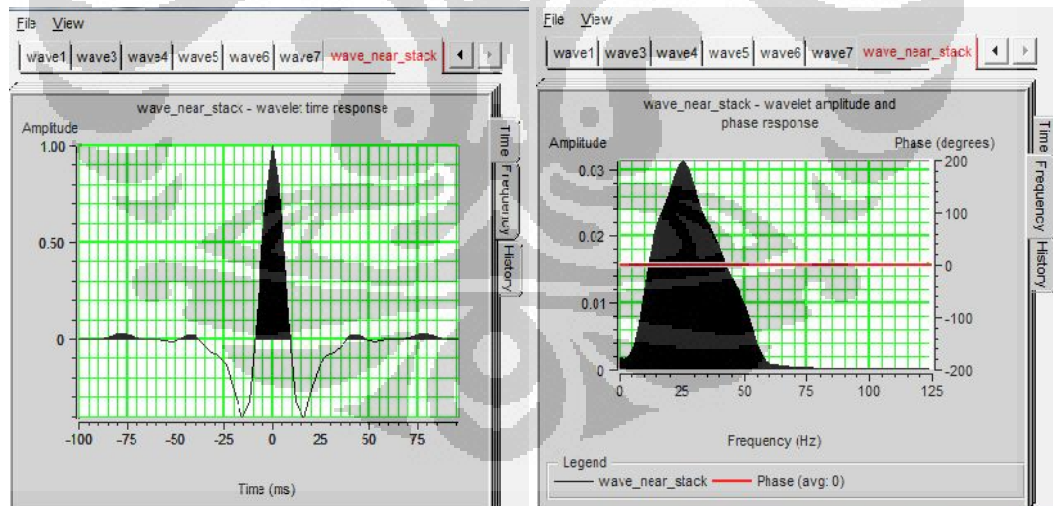 File View
wave1 wave3 wave4 wave5 wave6 wave7 wave_near_stack
wave_near_stack - wavelet time response
Amplitude
1.00
0.50
0
-100 -75 -50 -25 0 25 50 75
Time (ms)
Time
Frequency
History
File View
wave1 wave3 wave4 wave5 wave6 wave7 wave_near_stack
wave_near_stack - wavelet amplitude and
phase response
Amplitude Phase (degrees)
0.03
0.02
0.01
0
200
100
0
-100
-200
0 25 50 75 100 125
Frequency (Hz)
Legend
wave_near_stack Phase (avg: 0)
Time
Frequency
History